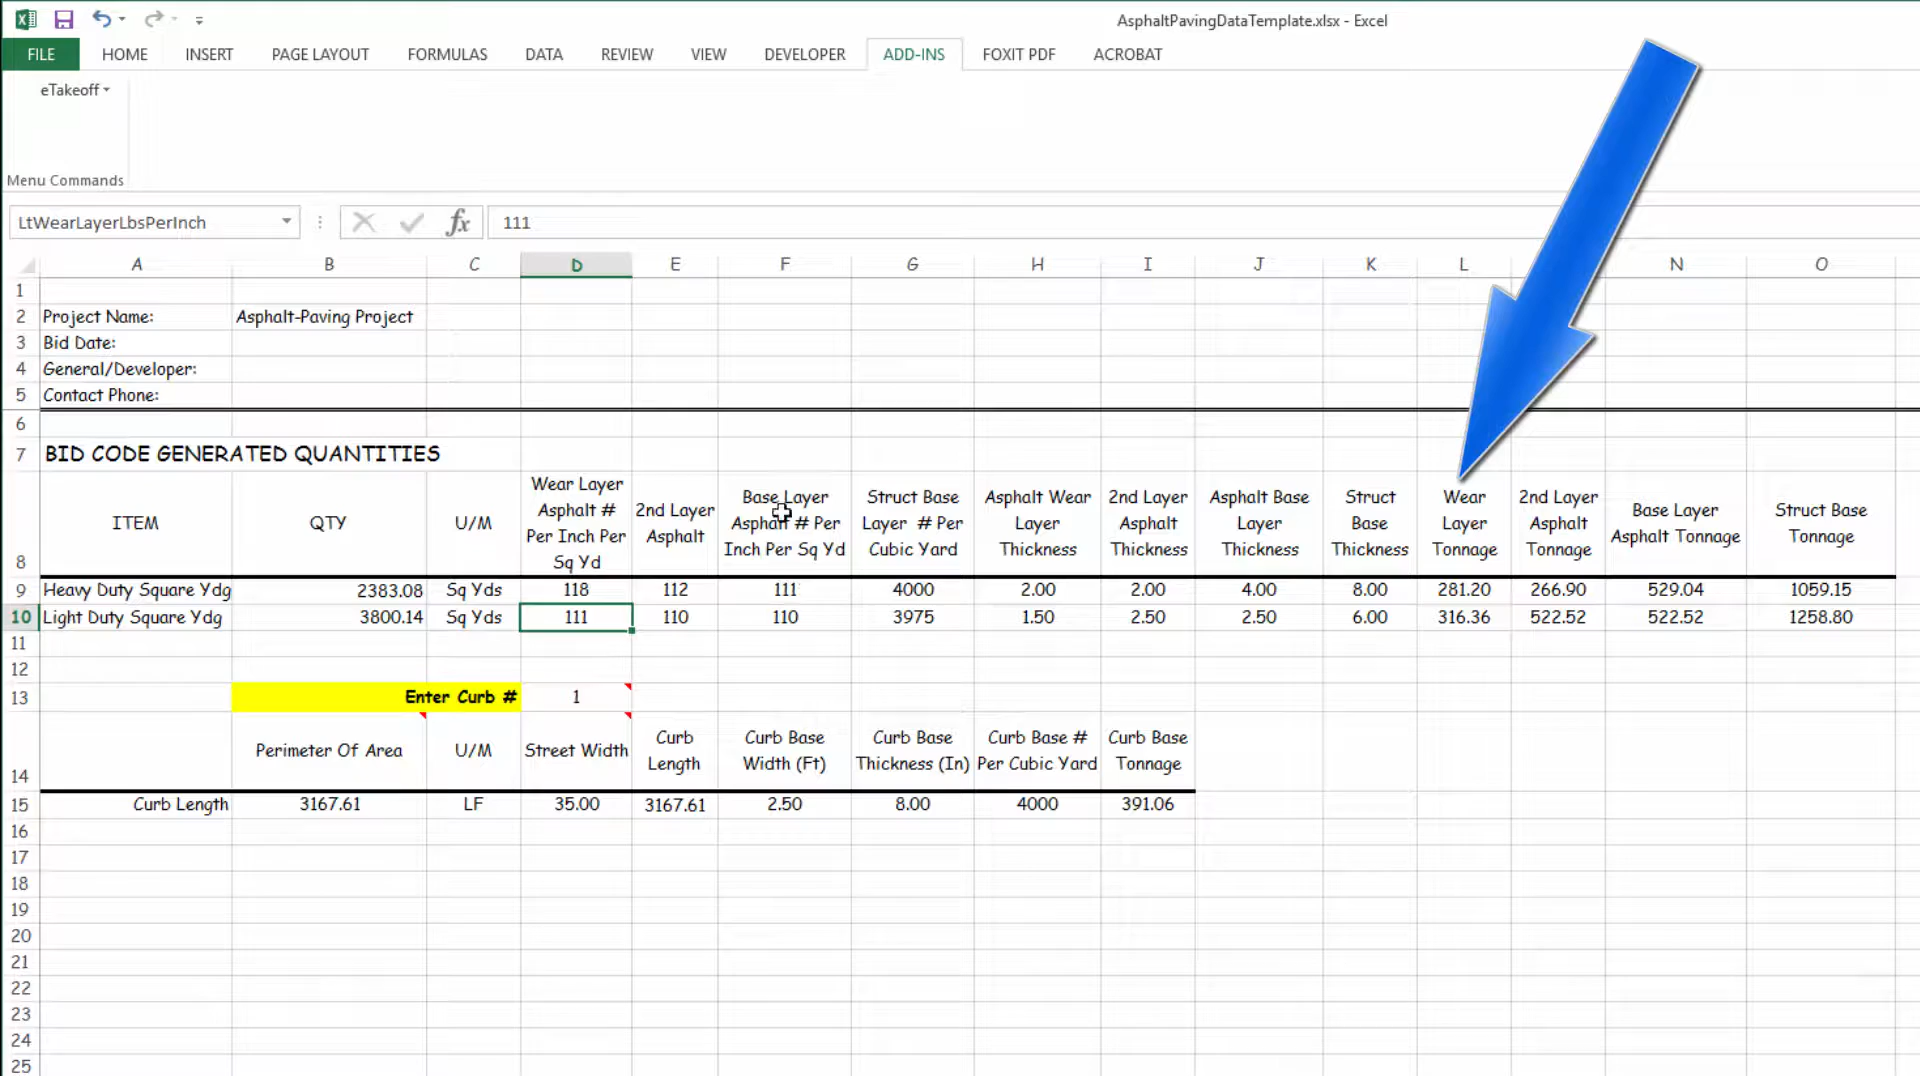 AsphaltPavingDataTemplate.xlsx - Excel
FILE HOME INSERT PAGE LAYOUT FORMULAS DATA REVIEW VIEW DEVELOPER ADD-INS FOXIT PDF ACROBAT
eTakeoff
Menu Commands
LtWearLayerLbsPerInch fx 111
A B C D E F G H I J K L N O
1
2 Project Name: Asphalt-Paving Project
3 Bid Date:
4 General/Developer:
5 Contact Phone:
6
7 BID CODE GENERATED QUANTITIES
8 ITEM QTY U/M
Wear Layer
Asphalt #
Per Inch Per
Sq Yd
2nd Layer
Asphalt
Base Layer
Asphalt # Per
Inch Per Sq Yd
Struct Base
Layer # Per
Cubic Yard
Asphalt Wear
Layer
Thickness
2nd Layer
Asphalt
Thickness
Asphalt Base
Layer
Thickness
Struct
Base
Thickness
Wear
Layer
Tonnage
2nd Layer
Asphalt
Tonnage
Base Layer
Asphalt Tonnage
Struct Base
Tonnage
9 Heavy Duty Square Ydg 2383.08 Sq Yds 118 112 111 4000 2.00 2.00 4.00 8.00 281.20 266.90 529.04 1059.15
10 Light Duty Square Ydg 3800.14 Sq Yds 111 110 110 3975 1.50 2.50 2.50 6.00 316.36 522.52 522.52 1258.80
11
12
13 Enter Curb # 1
14 Perimeter Of Area U/M Street Width
Curb
Length
Curb Base
Width (Ft)
Curb Base
Thickness (In)
Curb Base #
Per Cubic Yard
Curb Base
Tonnage
15 Curb Length 3167.61 LF 35.00 3167.61 2.50 8.00 4000 391.06
16
17
18
19
20
21
22
23
24
25